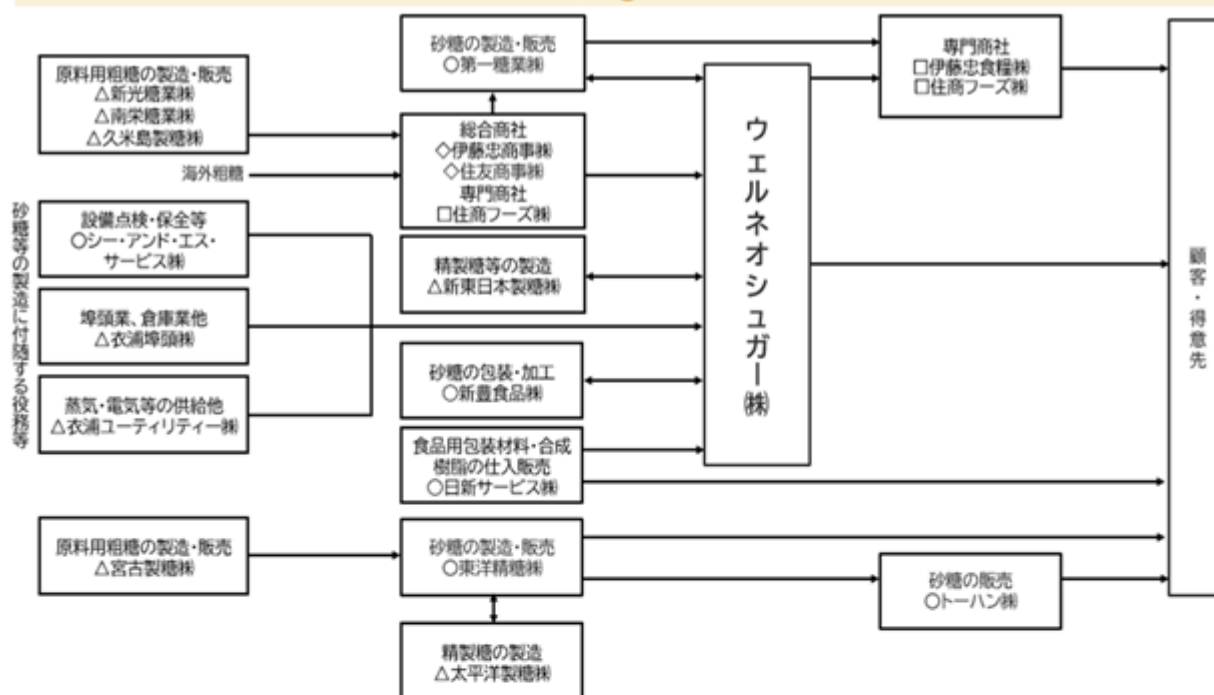 砂糖の製造・販売
○第一糖業㈱
専門商社
□伊藤忠食糧㈱
□住商フーズ㈱
原料用粗糖の製造・販売
△新光糖業㈱
△南栄糖業㈱
△久米島製糖㈱
海外粗糖
総合商社
◇伊藤忠商事㈱
◇住友商事㈱
専門商社
□住商フーズ㈱
ウェルネオシュガー㈱
顧客・得意先
砂糖等の製造に付随する役務等
設備点検・保全等
○シー・アンド・エス・
サービス㈱
精製糖等の製造
△新東日本製糖㈱
埠頭業、倉庫業他
△衣浦埠頭㈱
砂糖の包装・加工
○新豊食品㈱
蒸気・電気等の供給他
△衣浦ユーティリティー㈱
食品用包装材料・合成
樹脂の仕入販売
○日新サービス㈱
原料用粗糖の製造・販売
△宮古製糖㈱
砂糖の製造・販売
○東洋精糖㈱
砂糖の販売
○トーハン㈱
精製糖の製造
△太平洋製糖㈱